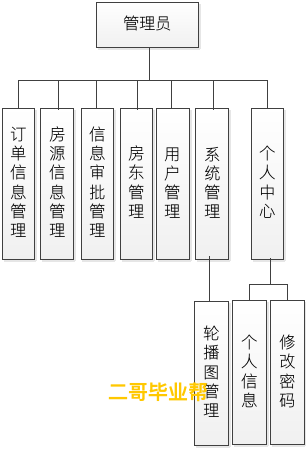 管理员
订单信息管理
房源信息管理
信息审批管理
房东管理
用户管理
系统管理
个人中心
轮播图管理
个人信息
修改密码
二哥毕业帮